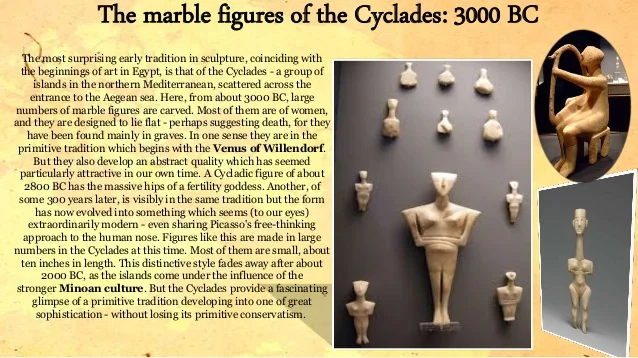 The marble figures of the Cyclades: 3000 BC
The most surprising early tradition in sculpture, coinciding with
the beginnings of art in Egypt, is that of the Cyclades - a group of
islands in the northern Mediterranean, scattered across the
entrance to the Aegean sea. Here, from about 3000 BC, large
numbers of marble figures are carved. Most of them are of women,
and they are designed to lie flat - perhaps suggesting death, for they
have been found mainly in graves. In one sense they are in the
primitive tradition which begins with the Venus of Willendorf.
But they also develop an abstract quality which has seemed
particularly attractive in our own time. A Cycladic figure of about
2800 BC has the massive hips of a fertility goddess. Another, of
some 300 years later, is visibly in the same tradition but the form
has now evolved into something which seems (to our eyes)
extraordinarily modern - even sharing Picasso's free-thinking
approach to the human nose. Figures like this are made in large
numbers in the Cyclades at this time. Most of them are small, about
ten inches in length. This distinctive style fades away after about
2000 BC, as the islands come under the influence of the
stronger Minoan culture. But the Cyclades provide a fascinating
glimpse of a primitive tradition developing into one of great
sophistication - without losing its primitive conservatism.